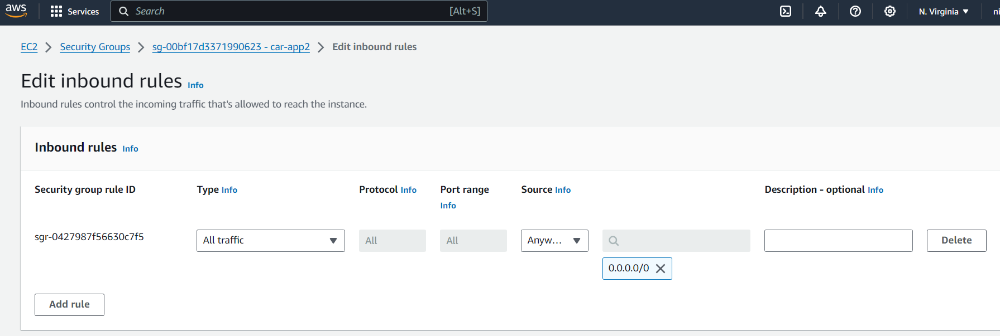 aws Services Search [Alt+S] N. Virginia
EC2 Security Groups sg-00bf17d3371990623 - car-app2 Edit inbound rules
Edit inbound rules Info
Inbound rules control the incoming traffic that's allowed to reach the instance.
Inbound rules Info
Security group rule ID Type Info Protocol Info Port range Info Source Info Description - optional Info
sgr-0427987f56630c7f5 All traffic All All Anyw... Delete
0.0.0.0/0
Add rule